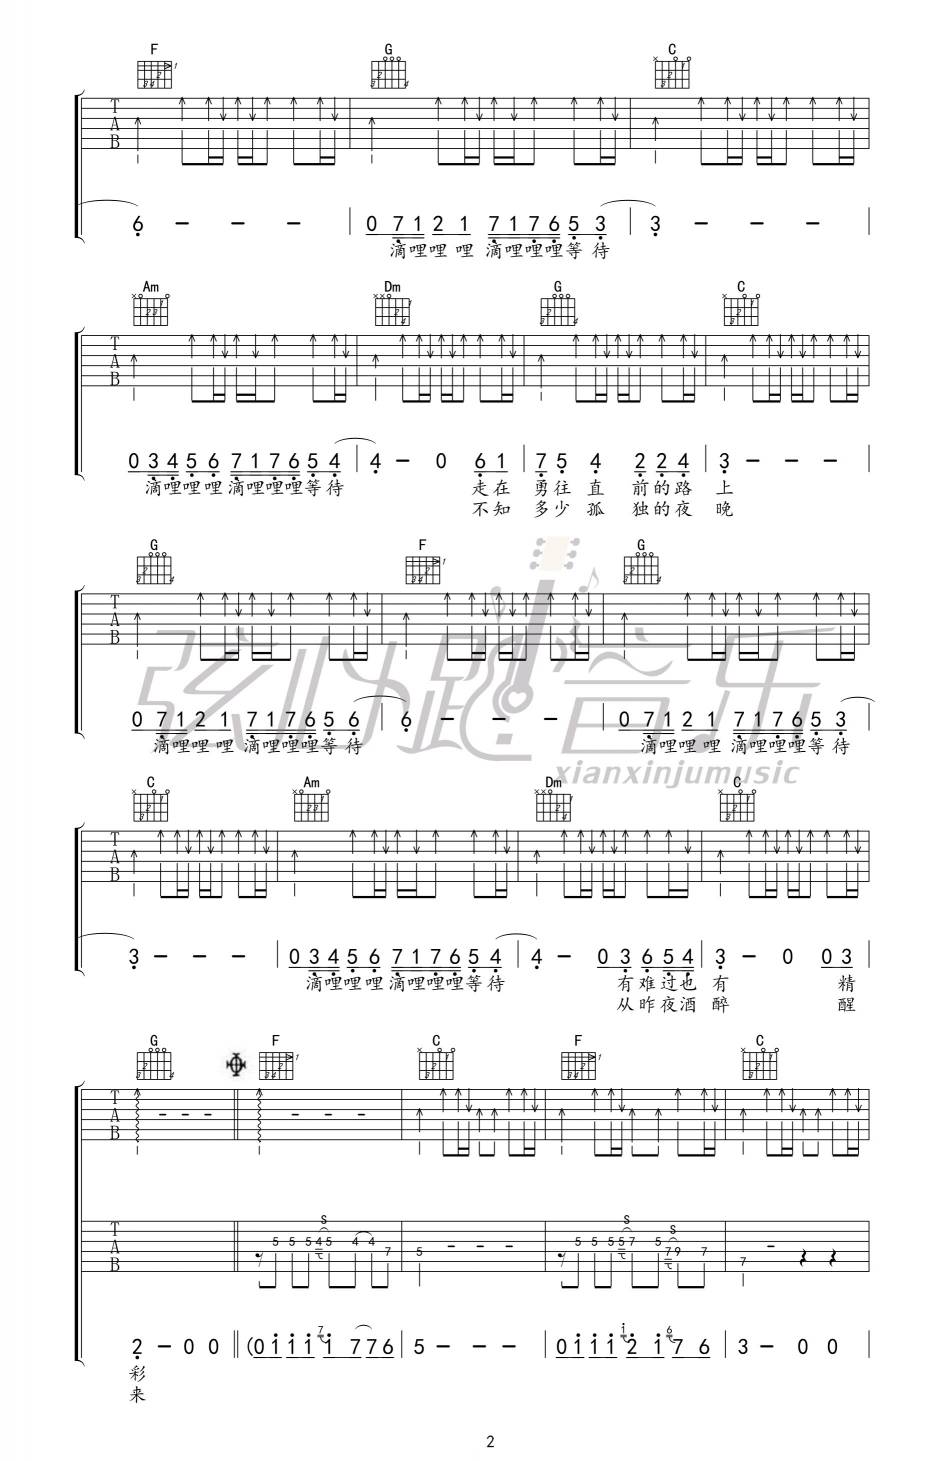 F G C
T A B
6 - - - | 0 7 1 2 1 7 1 7 6 5 3 | 3 - - - |
滴哩哩 哩 滴哩哩哩等 待
Am Dm G C
T A B
0 3 4 5 6 7 1 7 6 5 4 | 4 - 0 6 1 | 7 5 4 2 2 4 | 3 - - - |
滴哩哩哩 滴哩哩哩等待 走在 勇往 直 前的路 上
不知 多少 孤 独的夜 晚
G F G
T A B
0 7 1 2 1 7 1 7 6 5 6 | 6 - - - | 0 7 1 2 1 7 1 7 6 5 3
滴哩哩哩 滴哩哩哩等待 滴哩哩哩 滴哩哩哩等待
弦心距音乐
xianxinjumusic
C Am Dm C
T A B
3 - - - | 0 3 4 5 6 7 1 7 6 5 4 | 4 - 0 3 6 5 4 | 3 - 0 0 3 |
滴哩哩哩 滴哩哩哩等待 有难过也 有 精
从昨夜酒 醉 醒
G F C F C
T A B
T A B
5 5 5 4 5 4 4 7 5 - - - 5 5 5 5 7 5 7 9 7 7 -
2 - 0 0 || (0 1 1 1 7 1 7 7 6 | 5 - - - | 0 1 1 1 1 2 1 6 7 6 | 3 - 0 0 |
彩
来
2